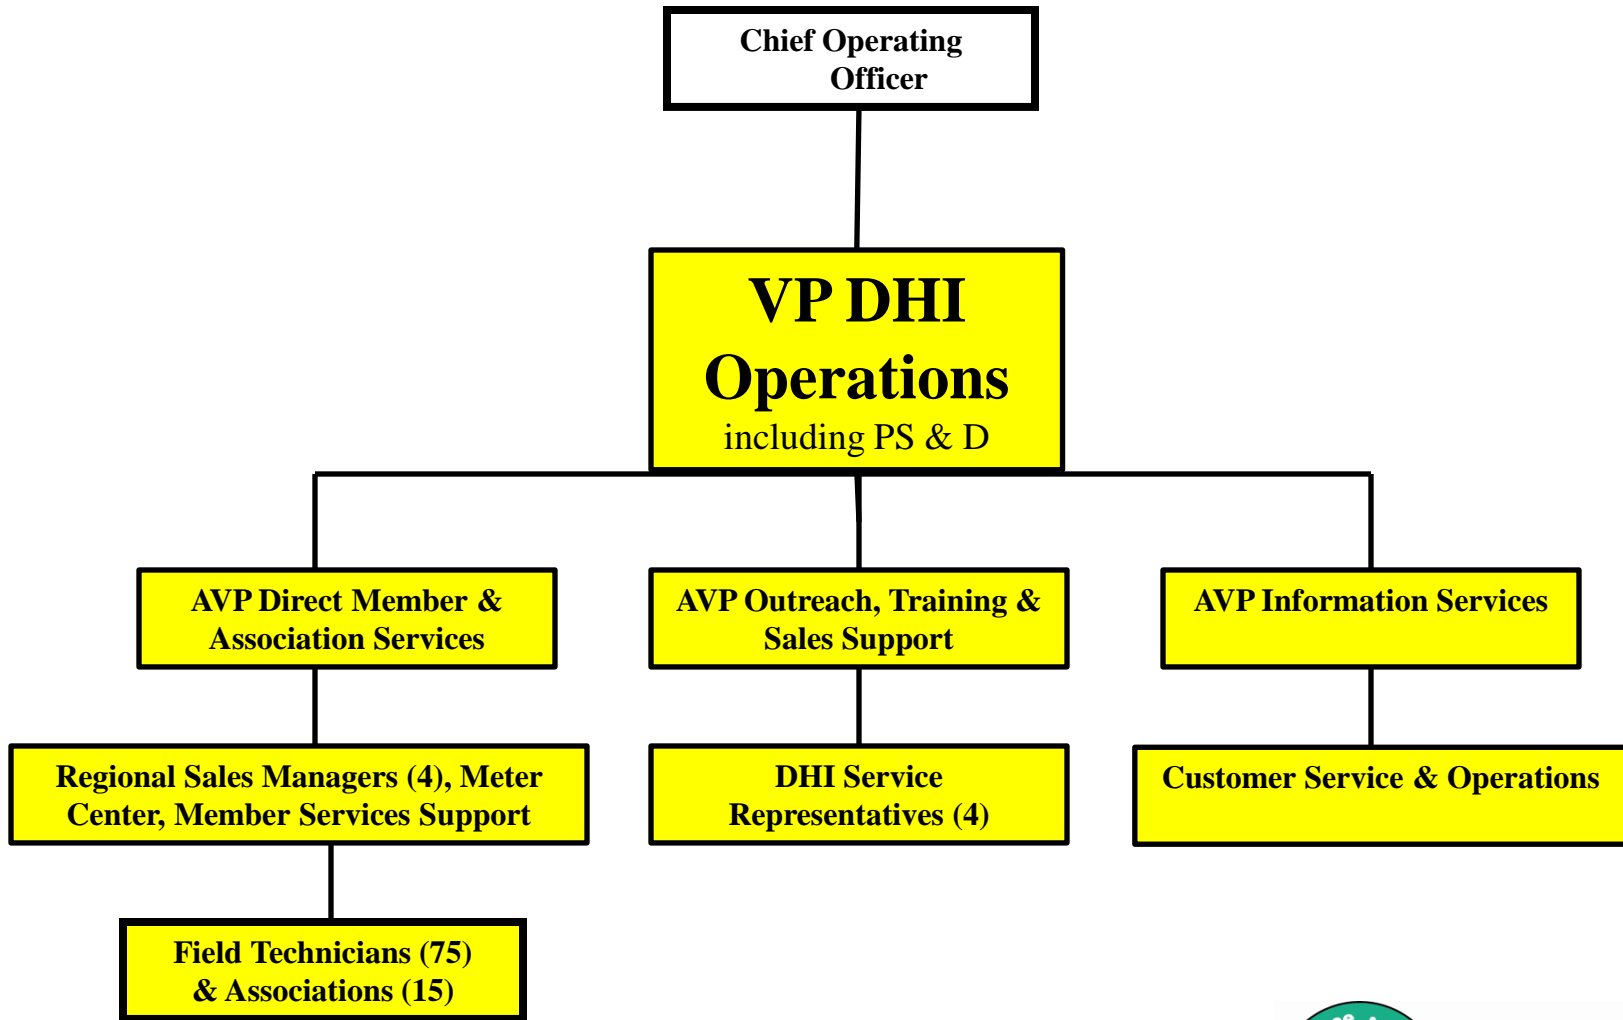 Chief Operating
Officer
VP DHI
Operations
including PS & D
AVP Direct Member &
Association Services
AVP Outreach, Training &
Sales Support
AVP Information Services
Regional Sales Managers (4), Meter
Center, Member Services Support
DHI Service
Representatives (4)
Customer Service & Operations
Field Technicians (75)
& Associations (15)